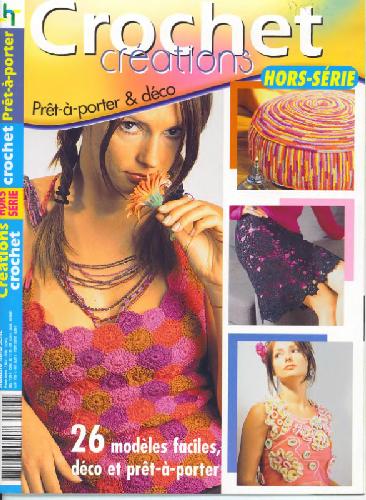 Crochet
créations
HORS-SÉRIE
Prêt-à-porter & déco
26 modèles faciles,
déco et prêt-à-porter
Créations crochet
HORS SÉRIE
crochet Prêt-à-porter